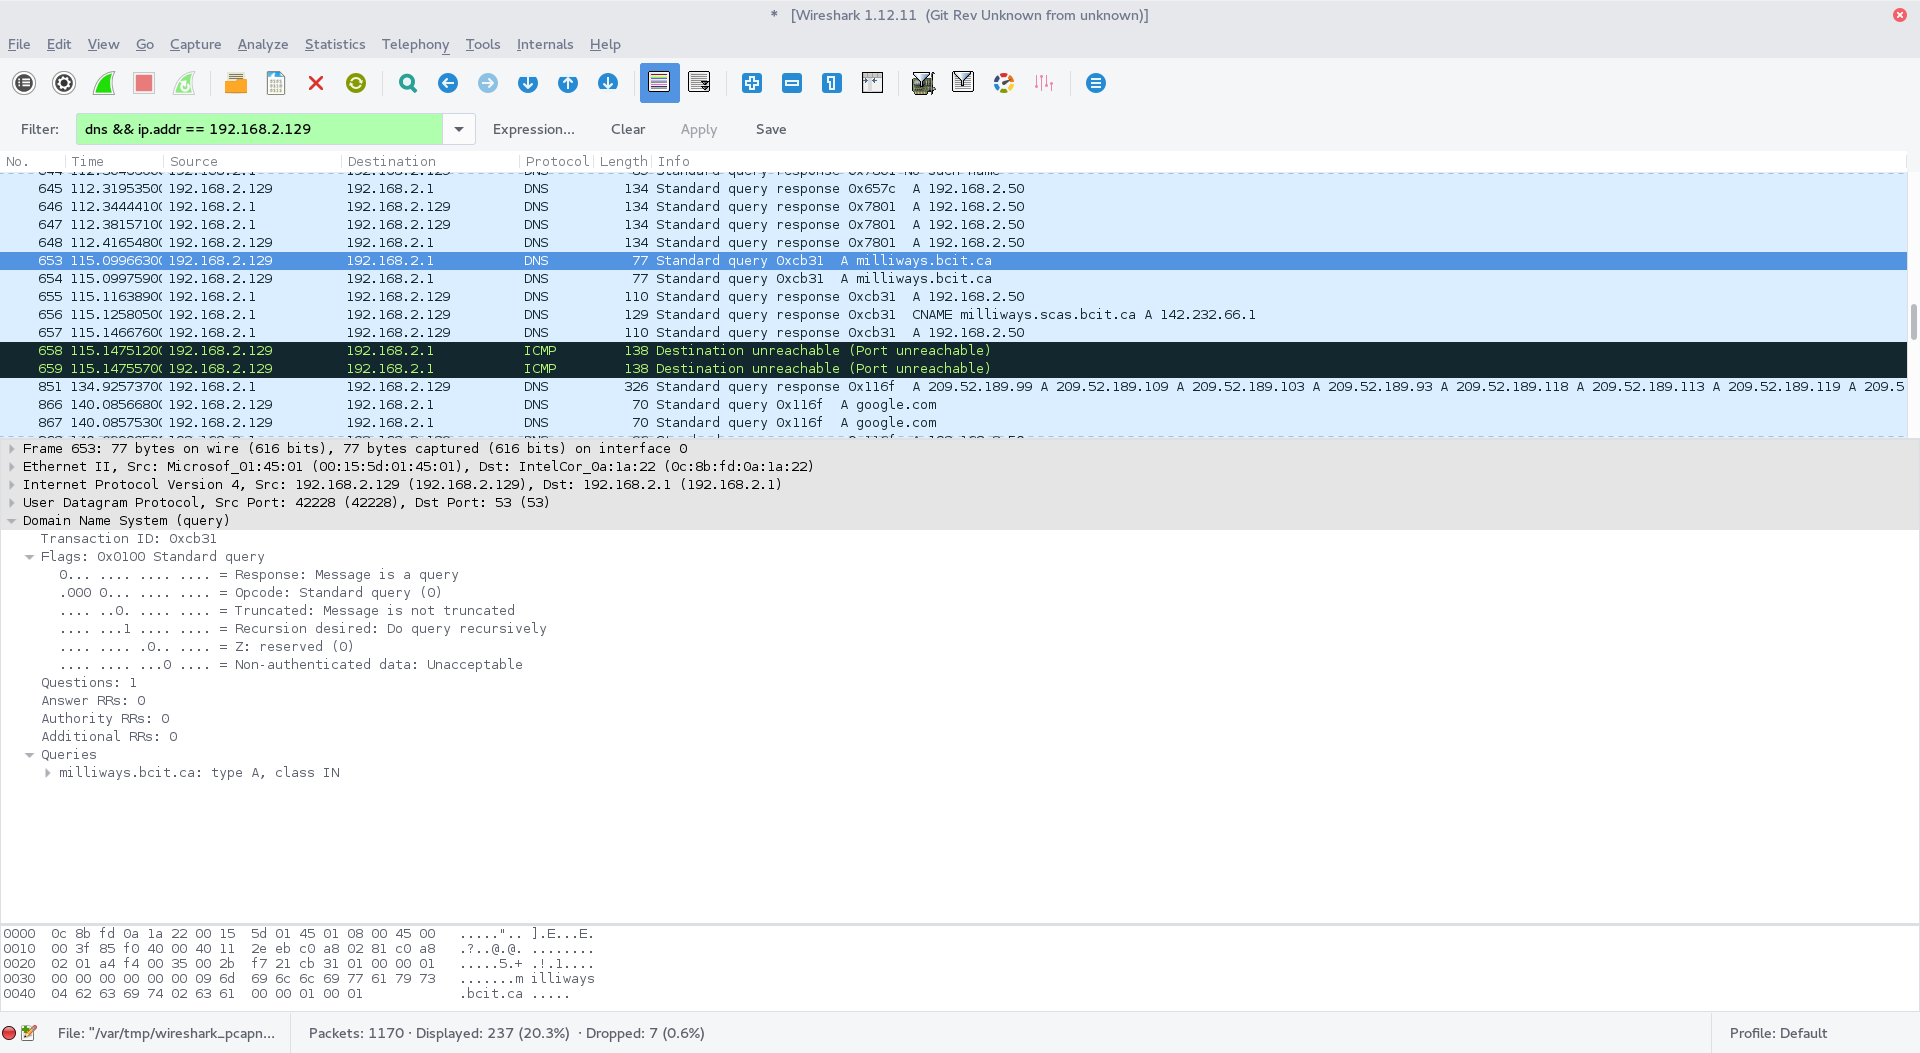 * [Wireshark 1.12.11 (Git Rev Unknown from unknown)]
File Edit View Go Capture Analyze Statistics Telephony Tools Internals Help
Filter: dns && ip.addr == 192.168.2.129 Expression... Clear Apply Save
No. Time Source Destination Protocol Length Info
645 112.31953500 192.168.2.129 192.168.2.1 DNS 134 Standard query response 0x657c A 192.168.2.50
646 112.34444100 192.168.2.1 192.168.2.129 DNS 134 Standard query response 0x7801 A 192.168.2.50
647 112.38157100 192.168.2.1 192.168.2.129 DNS 134 Standard query response 0x7801 A 192.168.2.50
648 112.41654800 192.168.2.129 192.168.2.1 DNS 134 Standard query response 0x7801 A 192.168.2.50
653 115.09966300 192.168.2.129 192.168.2.1 DNS 77 Standard query 0xcb31 A milliways.bcit.ca
654 115.09975900 192.168.2.129 192.168.2.1 DNS 77 Standard query 0xcb31 A milliways.bcit.ca
655 115.11638900 192.168.2.1 192.168.2.129 DNS 110 Standard query response 0xcb31 A 192.168.2.50
656 115.12580500 192.168.2.1 192.168.2.129 DNS 129 Standard query response 0xcb31 CNAME milliways.scas.bcit.ca A 142.232.66.1
657 115.14667600 192.168.2.1 192.168.2.129 DNS 110 Standard query response 0xcb31 A 192.168.2.50
658 115.14751200 192.168.2.129 192.168.2.1 ICMP 138 Destination unreachable (Port unreachable)
659 115.14755700 192.168.2.129 192.168.2.1 ICMP 138 Destination unreachable (Port unreachable)
851 134.92573700 192.168.2.1 192.168.2.129 DNS 326 Standard query response 0x116f A 209.52.189.99 A 209.52.189.109 A 209.52.189.103 A 209.52.189.93 A 209.52.189.118 A 209.52.189.113 A 209.52.189.119 A 209.5
866 140.08566800 192.168.2.129 192.168.2.1 DNS 70 Standard query 0x116f A google.com
867 140.08575300 192.168.2.129 192.168.2.1 DNS 70 Standard query 0x116f A google.com
Frame 653: 77 bytes on wire (616 bits), 77 bytes captured (616 bits) on interface 0
Ethernet II, Src: Microsof_01:45:01 (00:15:5d:01:45:01), Dst: IntelCor_0a:1a:22 (0c:8b:fd:0a:1a:22)
Internet Protocol Version 4, Src: 192.168.2.129 (192.168.2.129), Dst: 192.168.2.1 (192.168.2.1)
User Datagram Protocol, Src Port: 42228 (42228), Dst Port: 53 (53)
Domain Name System (query)
Transaction ID: 0xcb31
Flags: 0x0100 Standard query
0... .... .... .... = Response: Message is a query
.000 0... .... .... = Opcode: Standard query (0)
.... ..0. .... .... = Truncated: Message is not truncated
.... ...1 .... .... = Recursion desired: Do query recursively
.... .... .0.. .... = Z: reserved (0)
.... .... ...0 .... = Non-authenticated data: Unacceptable
Questions: 1
Answer RRs: 0
Authority RRs: 0
Additional RRs: 0
Queries
milliways.bcit.ca: type A, class IN
0000 0c 8b fd 0a 1a 22 00 15 5d 01 45 01 08 00 45 00 .....".. ].E...E.
0010 00 3f 85 f0 40 00 40 11 2e eb c0 a8 02 81 c0 a8 .?..@.@. ........
0020 02 01 a4 f4 00 35 00 2b f7 21 cb 31 01 00 00 01 .....5.+ .!.1....
0030 00 00 00 00 00 00 09 6d 69 6c 6c 69 77 61 79 73 .......m illiways
0040 04 62 63 69 74 02 63 61 00 00 01 00 01 .bcit.ca .....
File: "/var/tmp/wireshark_pcapn... Packets: 1170 · Displayed: 237 (20.3%) · Dropped: 7 (0.6%) Profile: Default